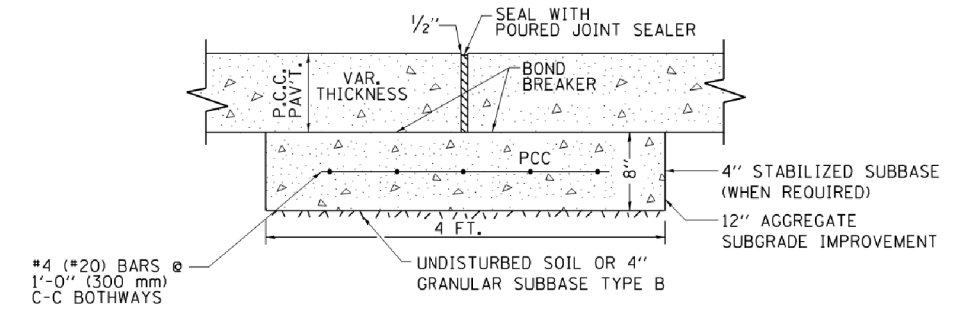 1/2"
SEAL WITH
POURED JOINT SEALER
P.C.C.
PAV'T.
VAR.
THICKNESS
BOND
BREAKER
PCC
8"
4" STABILIZED SUBBASE
(WHEN REQUIRED)
12" AGGREGATE
SUBGRADE IMPROVEMENT
4 FT.
#4 (#20) BARS @
1'-0" (300 mm)
C-C BOTHWAYS
UNDISTURBED SOIL OR 4"
GRANULAR SUBBASE TYPE B